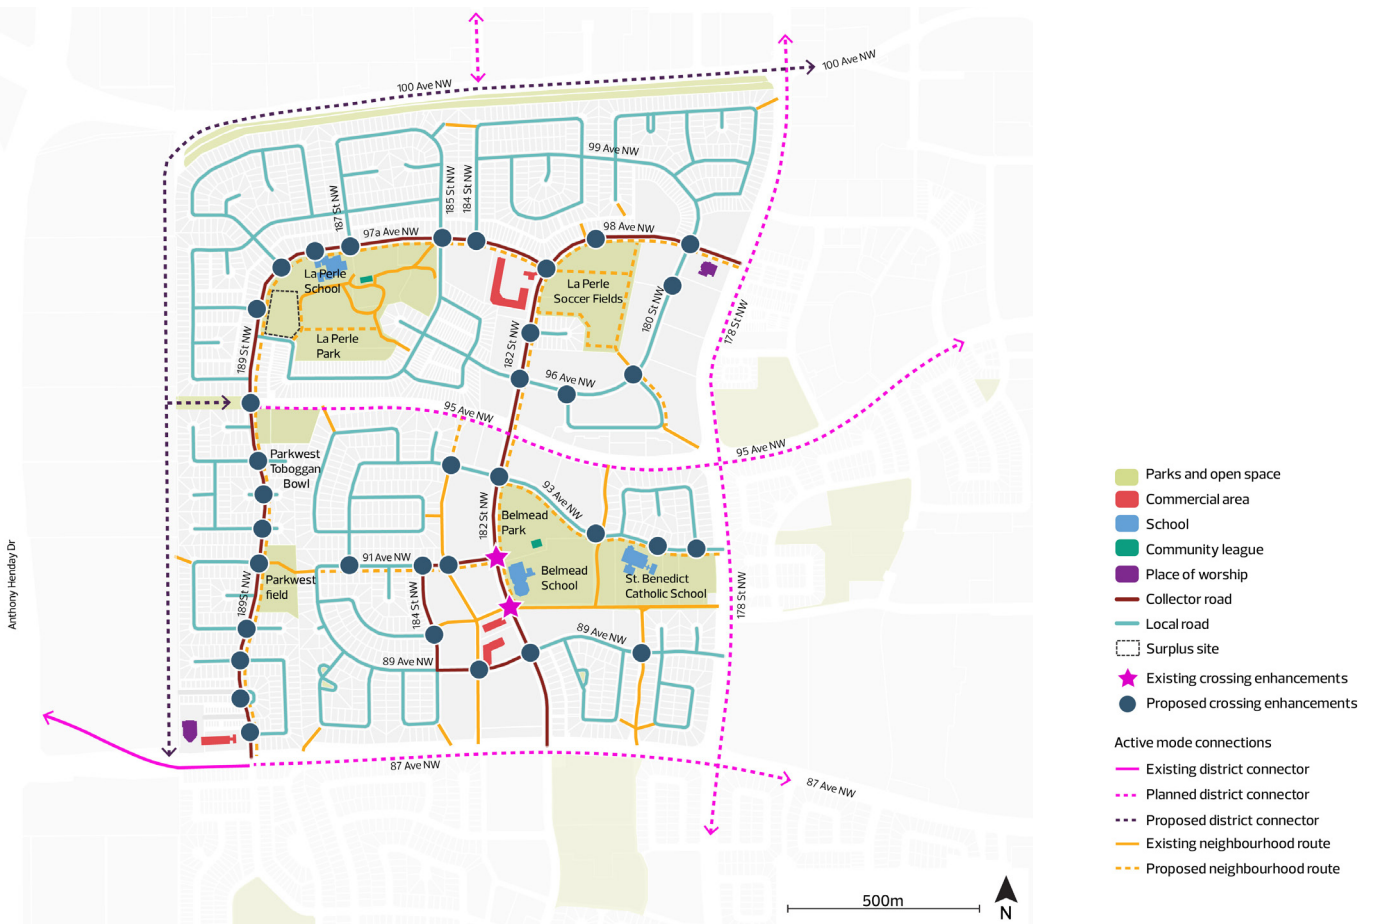 100 Ave NW
100 Ave NW
99 Ave NW
187 St NW
185 St NW
184 St NW
97a Ave NW
98 Ave NW
La Perle
School
La Perle
Soccer Fields
180 St NW
178 St NW
La Perle
Park
189 St NW
182 St NW
96 Ave NW
95 Ave NW
95 Ave NW
Parkwest
Toboggan
Bowl
93 Ave NW
182 St NW
Belmead
Park
91 Ave NW
Belmead
School
St. Benedict
Catholic School
Parkwest
field
189St NW
184 St NW
178 St NW
Anthony Henday Dr
89 Ave NW
89 Ave NW
87 Ave NW
87 Ave NW
500m
N
Parks and open space
Commercial area
School
Community league
Place of worship
Collector road
Local road
Surplus site
Existing crossing enhancements
Proposed crossing enhancements
Active mode connections
Existing district connector
Planned district connector
Proposed district connector
Existing neighbourhood route
Proposed neighbourhood route